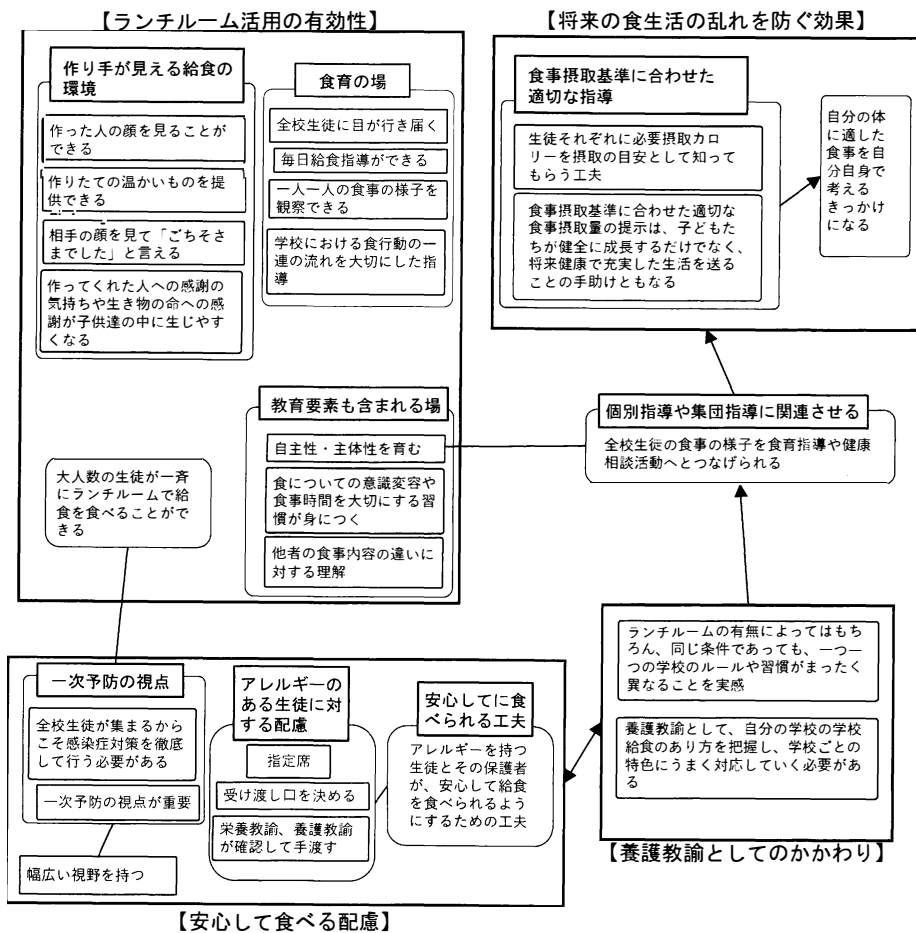 【ランチルーム活用の有効性】
作り手が見える給食の
環境
作った人の顔を見ることが
できる
作りたての温かいものを提
供できる
相手の顔を見て「ごちそさ
までした」と言える
作ってくれた人への感謝の
気持ちや生き物の命への感
謝が子供達の中に生じやす
くなる
食育の場
全校生徒に目が行き届く
毎日給食指導ができる
一人一人の食事の様子を
観察できる
学校における食行動の一
連の流れを大切にした指
導
教育要素も含まれる場
自主性・主体性を育む
食についての意識変容や
食事時間を大切にする習
慣が身につく
他者の食事内容の違いに
対する理解
大人数の生徒が一斉
にランチルームで給
食を食べることがで
きる
【将来の食生活の乱れを防ぐ効果】
食事摂取基準に合わせた
適切な指導
生徒それぞれに必要摂取カロ
リーを摂取の目安として知って
もらう工夫
食事摂取基準に合わせた適切な
食事摂取量の提示は、子どもた
ちが健全に成長するだけでなく、
将来健康で充実した生活を送る
ことの手助けともなる
自分の体
に適した
食事を自
分自身で
考える
きっかけ
になる
個別指導や集団指導に関連させる
全校生徒の食事の様子を食育指導や健康
相談活動へとつなげられる
一次予防の視点
全校生徒が集まるから
こそ感染症対策を徹底
して行う必要がある
一次予防の視点が重要
幅広い視野を持つ
アレルギーの
ある生徒に対
する配慮
指定席
受け渡し口を決める
栄養教諭、養護教諭
が確認して手渡す
安心してに食
べられる工夫
アレルギーを持つ
生徒とその保護者
が、安心して給食
を食べられるよう
にするための工夫
【安心して食べる配慮】
ランチルームの有無によってはもち
ろん、同じ条件であっても、一つ一
つの学校のルールや習慣がまったく
異なることを実感
養護教諭として、自分の学校の学校
給食のあり方を把握し、学校ごとの
特色にうまく対応していく必要があ
る
【養護教諭としてのかかわり】